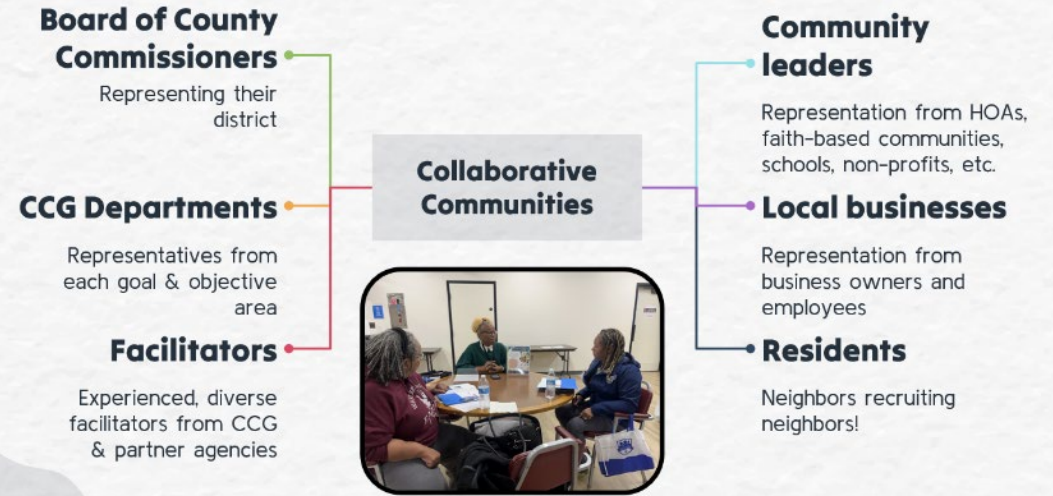 Board of County
Commissioners
Representing their
district
CCG Departments
Representatives from
each goal & objective
area
Facilitators
Experienced, diverse
facilitators from CCG
& partner agencies
Collaborative
Communities
Community
leaders
Representation from HOAs,
faith-based communities,
schools, non-profits, etc.
Local businesses
Representation from
business owners and
employees
Residents
Neighbors recruiting
neighbors!